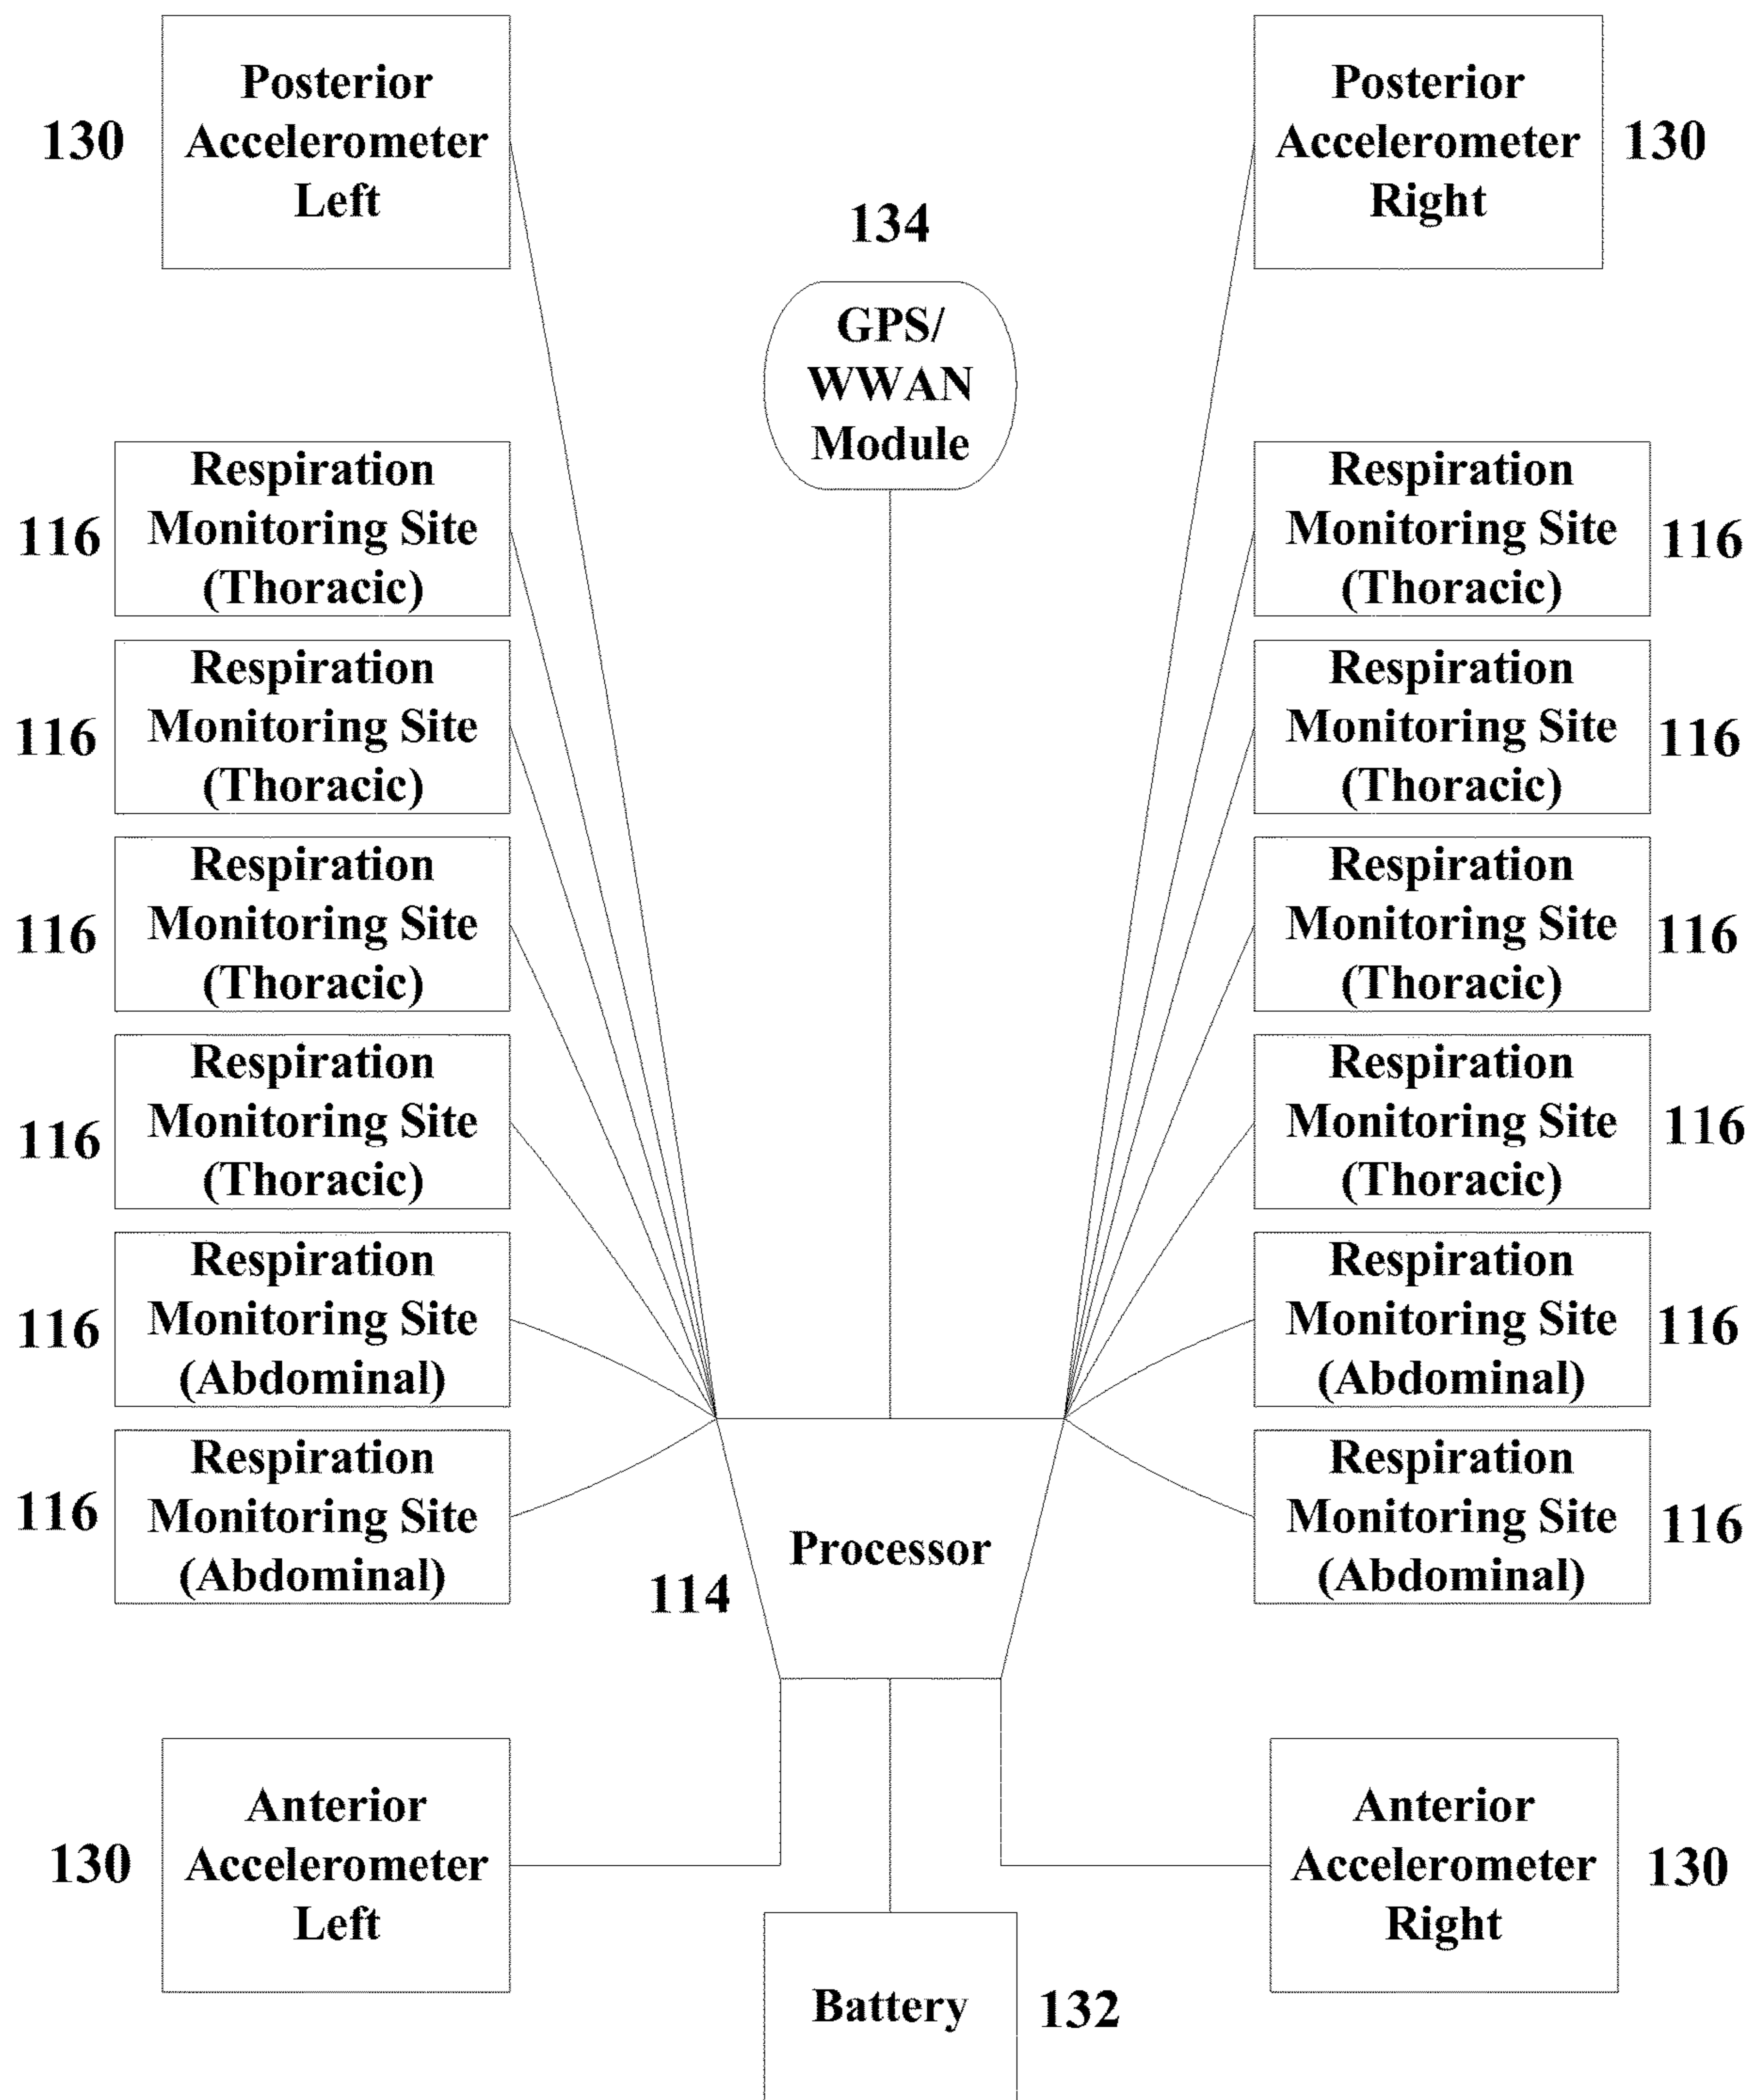 Posterior
Accelerometer
Left
130
Posterior
Accelerometer
Right
130
134
GPS/
WWAN
Module
Respiration
Monitoring Site
(Thoracic)
116
Respiration
Monitoring Site
(Thoracic)
116
Respiration
Monitoring Site
(Thoracic)
116
Respiration
Monitoring Site
(Thoracic)
116
Respiration
Monitoring Site
(Thoracic)
116
Respiration
Monitoring Site
(Thoracic)
116
Respiration
Monitoring Site
(Thoracic)
116
Respiration
Monitoring Site
(Thoracic)
116
Respiration
Monitoring Site
(Abdominal)
116
Respiration
Monitoring Site
(Abdominal)
116
Respiration
Monitoring Site
(Abdominal)
116
Respiration
Monitoring Site
(Abdominal)
116
Processor
114
Anterior
Accelerometer
Left
130
Anterior
Accelerometer
Right
130
Battery
132